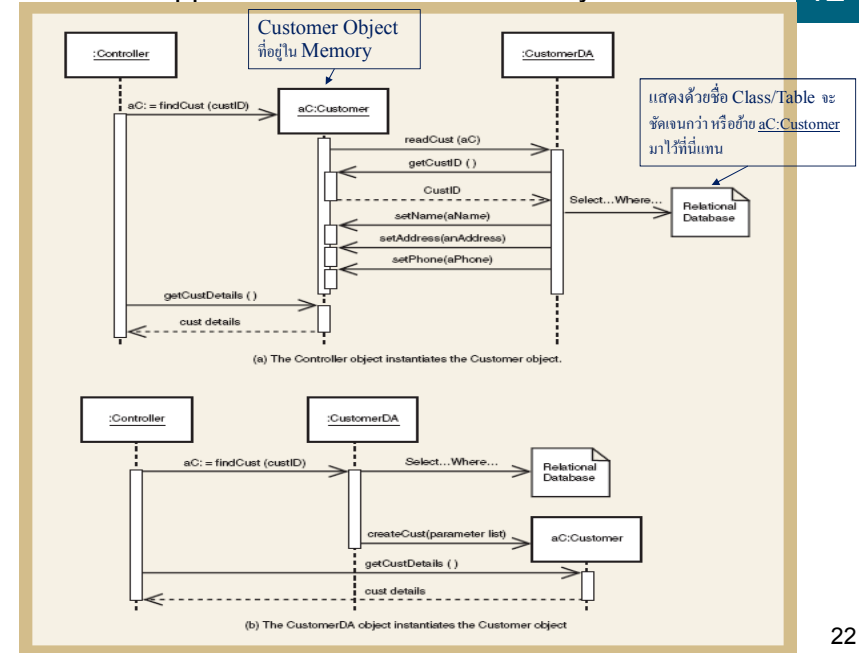 Customer Object
ที่อยู่ใน Memory
:Controller
:CustomerDA
aC: = findCust (custID)
aC:Customer
แสดงด้วยชื่อ Class/Table จะ
ชัดเจนกว่า หรือย้าย aC:Customer
มาไว้ที่นี่แทน
readCust (aC)
getCustID ( )
CustID
Select...Where...
Relational
Database
setName(aName)
setAddress(anAddress)
setPhone(aPhone)
getCustDetails ( )
cust details
(a) The Controller object instantiates the Customer object.
:Controller
:CustomerDA
aC: = findCust (custID)
Select...Where...
Relational
Database
createCust(parameter list)
aC:Customer
getCustDetails ( )
cust details
(b) The CustomerDA object instantiates the Customer object
22